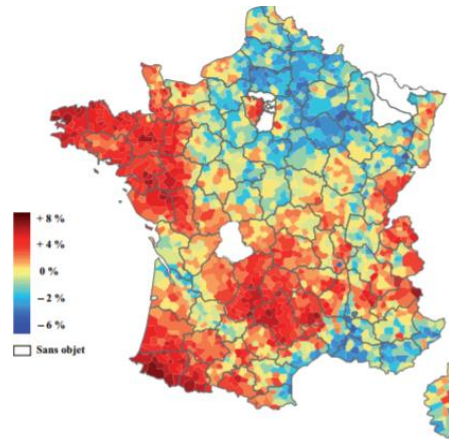 + 8 %
+ 4 %
0 %
– 2 %
– 6 %
Sans objet